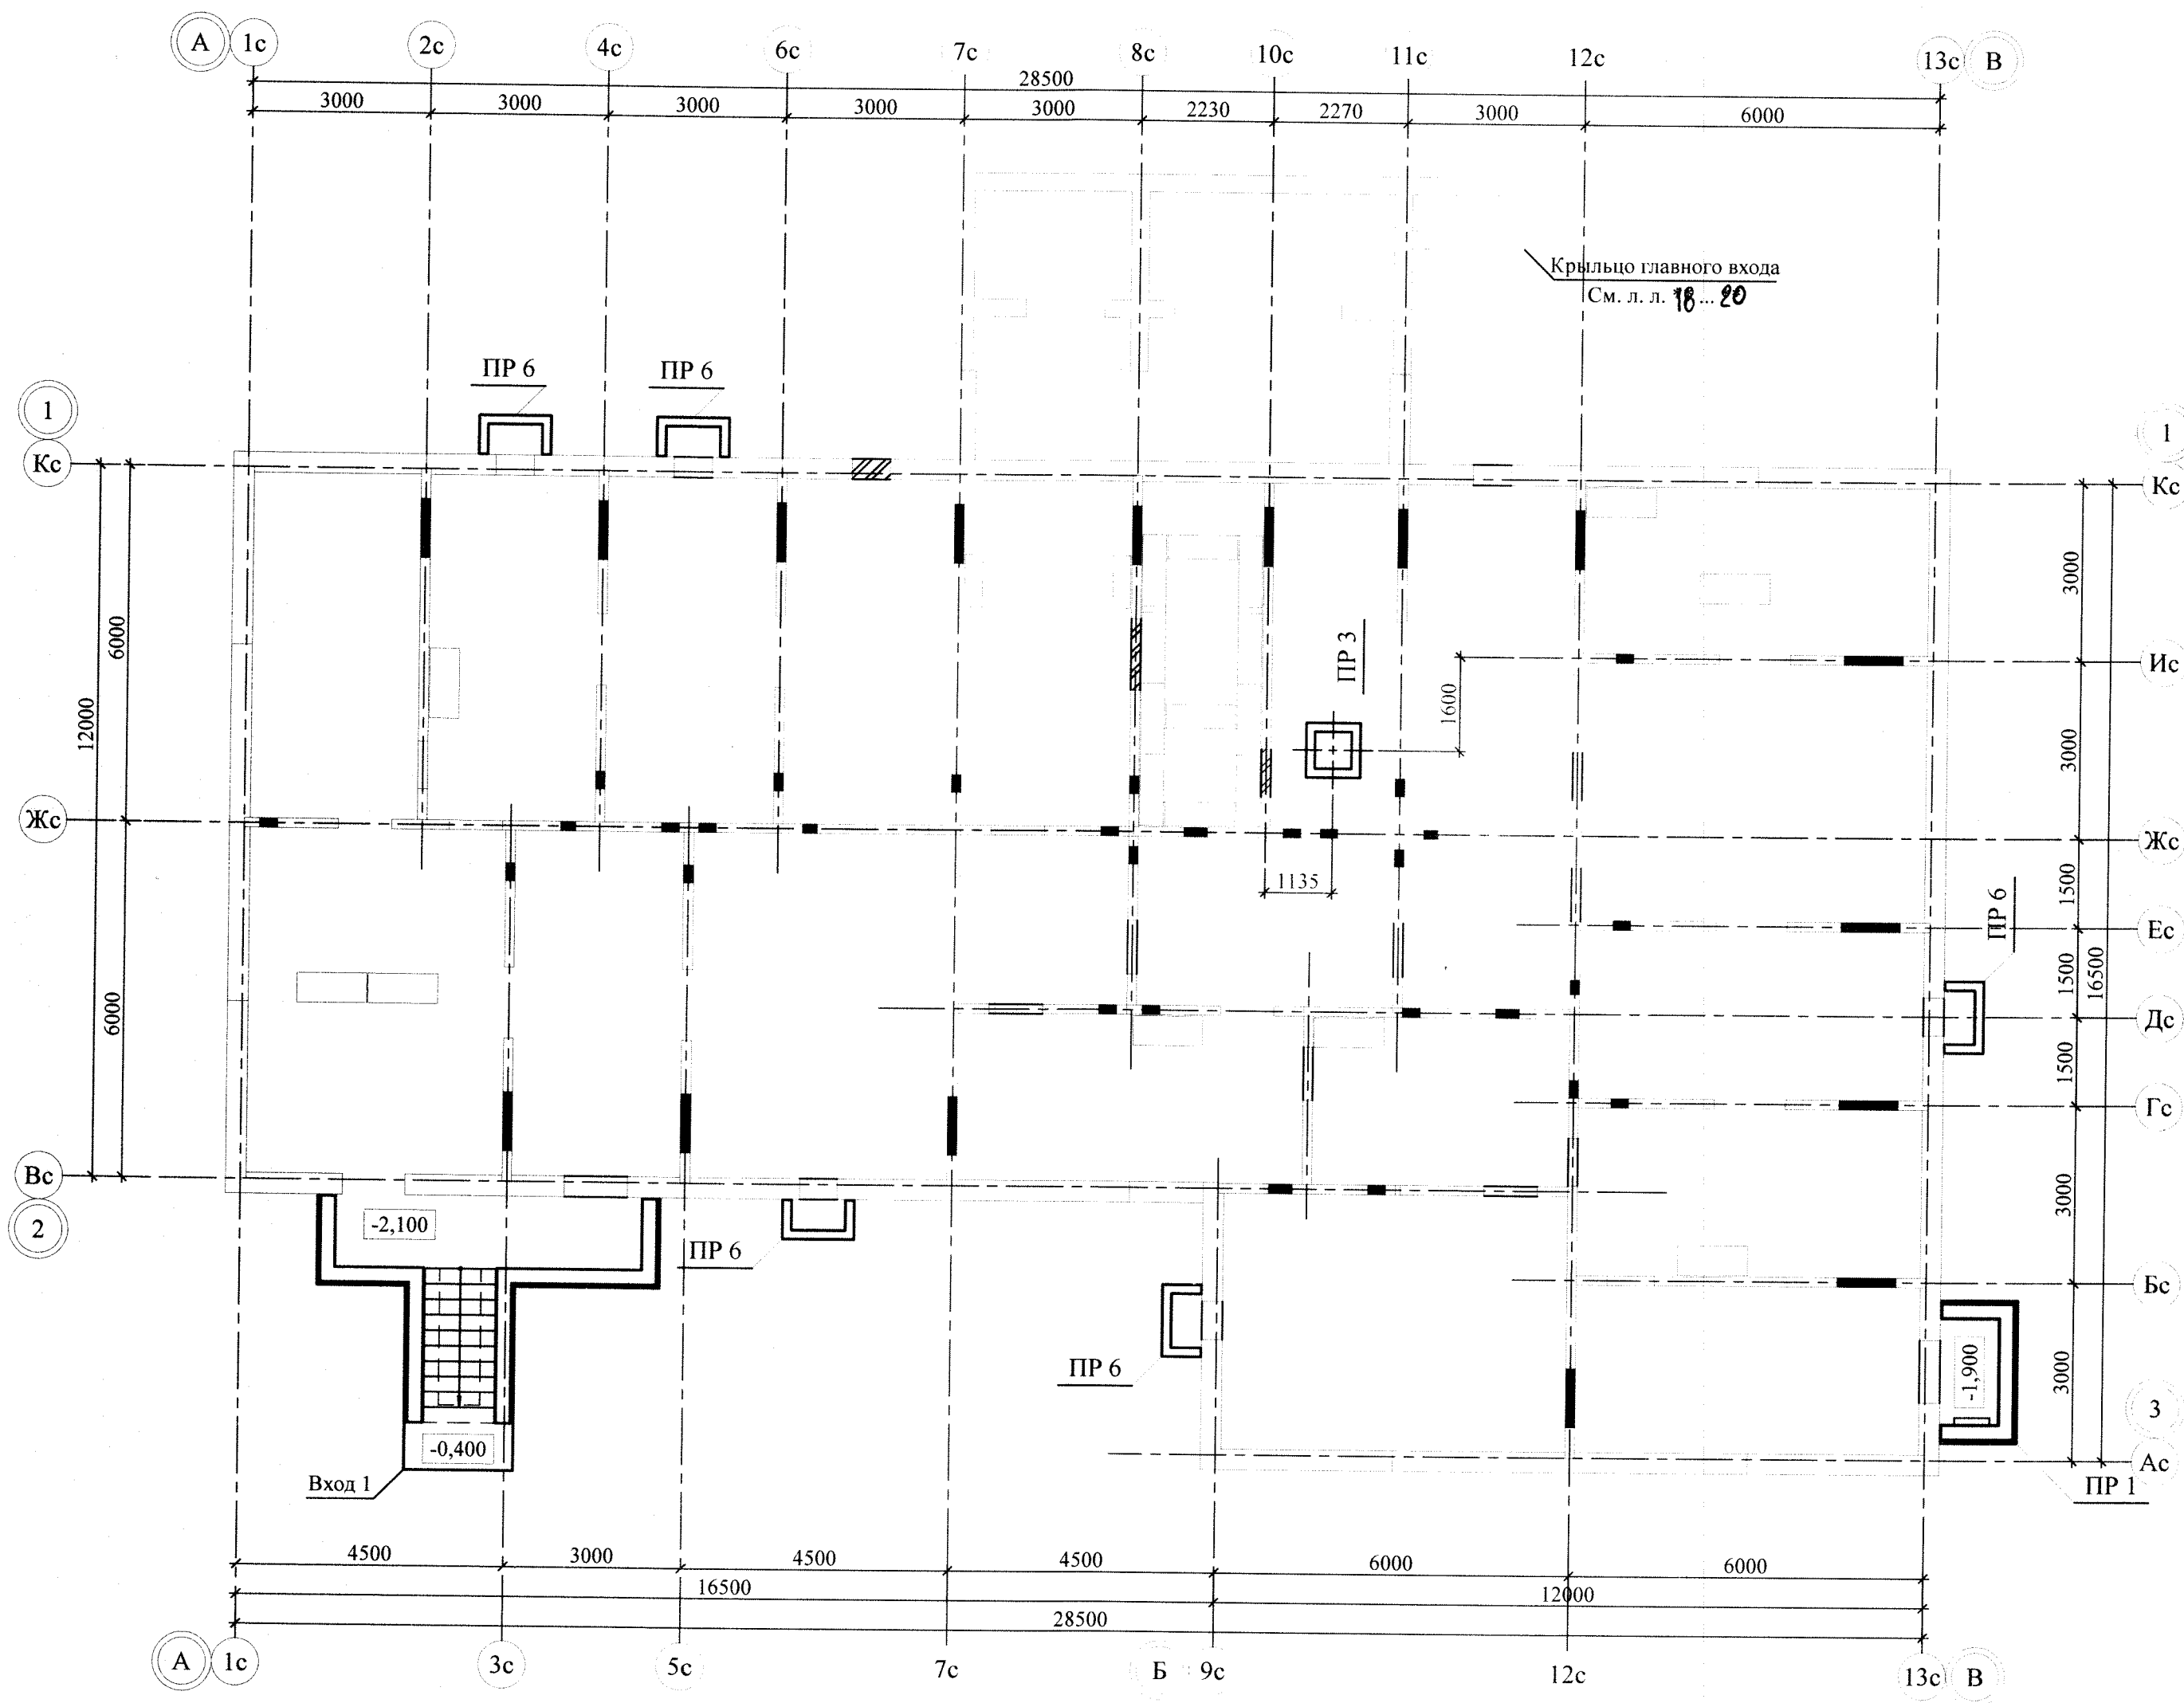 А 1с 2с 4с 6с 7с 8с 10с 11с 12с 13с В
28500
3000 3000 3000 3000 3000 2230 2270 3000 6000
Крыльцо главного входа
См. л. л. 18 ... 20
ПР 6 ПР 6
1 1
Кс Кс
3000
6000
ПР 3
Ис
1600
12000
3000
Жс Жс
1135
1500
ПР 6
Ес
1500
16500
6000
Дс
1500
Гс
Вс
3000
2
-2,100
ПР 6
Бс
ПР 6
-1,900
3000
3
-0,400
Ас
Вход 1
ПР 1
4500 3000 4500 4500 6000 6000
16500 12000
28500
А 1с 3с 5с 7с Б 9с 12с 13с В